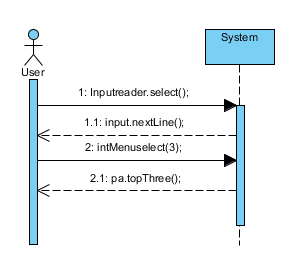 System
User
1: Inputreader.select();
1.1: input.nextLine();
2: intMenuselect(3);
2.1: pa.topThree();